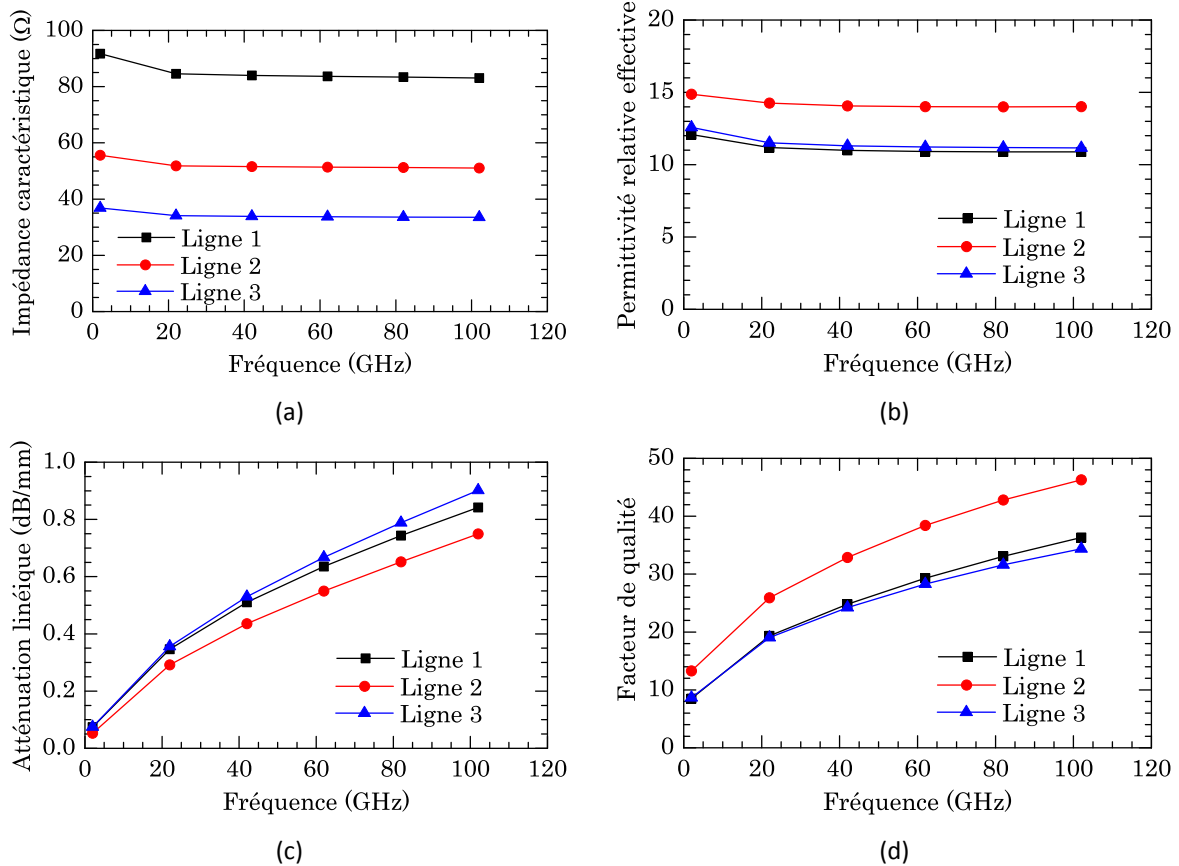 Impédance caractéristique (Ω)
100
80
60
40
20
0
Ligne 1
Ligne 2
Ligne 3
0 20 40 60 80 100 120
Fréquence (GHz)
(a)
Permittivité relative effective
20
15
10
5
0
Ligne 1
Ligne 2
Ligne 3
0 20 40 60 80 100 120
Fréquence (GHz)
(b)
Atténuation linéique (dB/mm)
1.0
0.8
0.6
0.4
0.2
0.0
Ligne 1
Ligne 2
Ligne 3
0 20 40 60 80 100 120
Fréquence (GHz)
(c)
Facteur de qualité
50
40
30
20
10
0
Ligne 1
Ligne 2
Ligne 3
0 20 40 60 80 100 120
Fréquence (GHz)
(d)